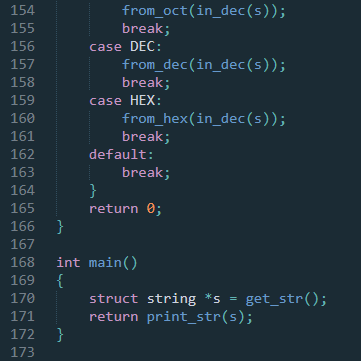 154 from_oct(in_dec(s));
155 break;
156 case DEC:
157 from_dec(in_dec(s));
158 break;
159 case HEX:
160 from_hex(in_dec(s));
161 break;
162 default:
163 break;
164 }
165 return 0;
166 }
167
168 int main()
169 {
170 struct string *s = get_str();
171 return print_str(s);
172 }
173